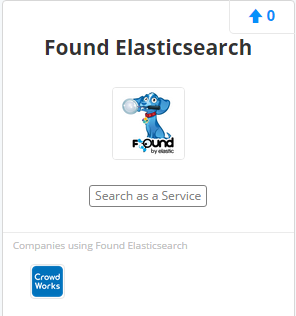 0
Found Elasticsearch
Found
by elastic
Search as a Service
Companies using Found Elasticsearch
Crowd
Works